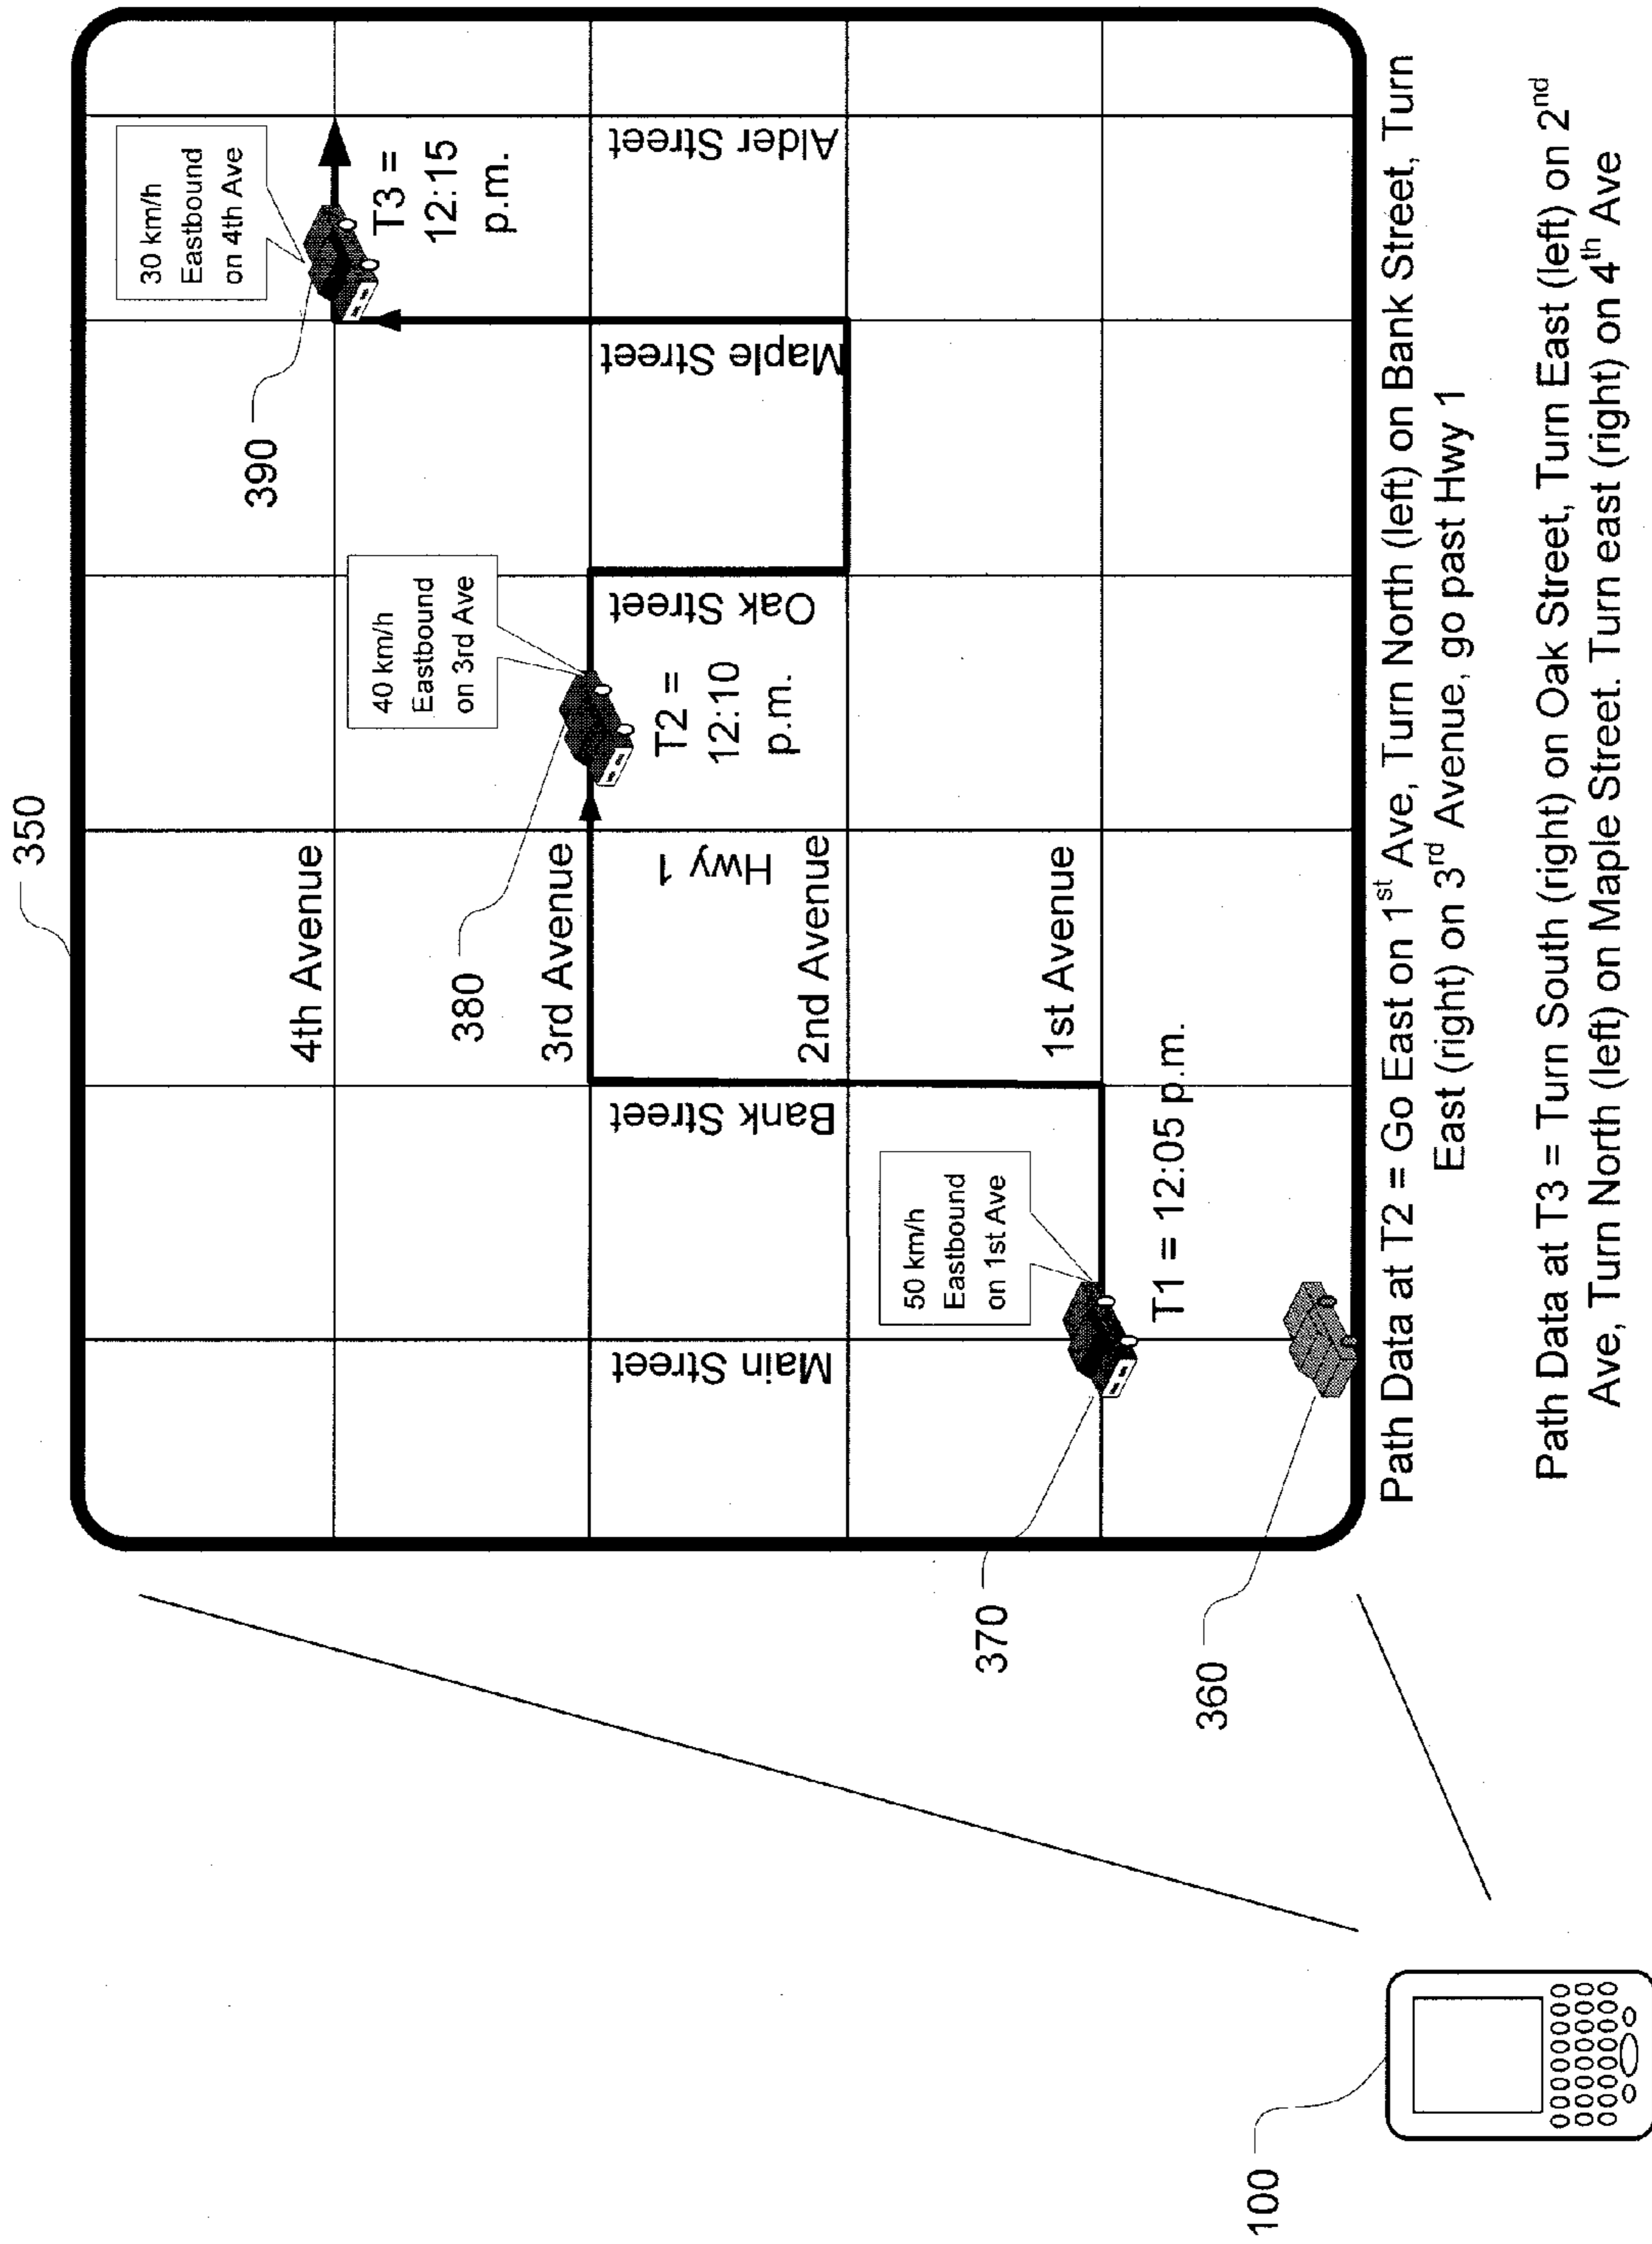 350
30 km/h
Eastbound
on 4th Ave
T3 =
12:15
p.m.
Alder Street
390
Maple Street
40 km/h
Eastbound
on 3rd Ave
Oak Street
T2 =
12:10
p.m.
380
4th Avenue
3rd Avenue
Hwy 1
2nd Avenue
1st Avenue
Bank Street
50 km/h
Eastbound
on 1st Ave
T1 = 12:05 p.m.
Main Street
370
360
100
Path Data at T2 = Go East on 1st Ave, Turn North (left) on Bank Street, Turn
East (right) on 3rd Avenue, go past Hwy 1
Path Data at T3 = Turn South (right) on Oak Street, Turn East (left) on 2nd
Ave, Turn North (left) on Maple Street. Turn east (right) on 4th Ave